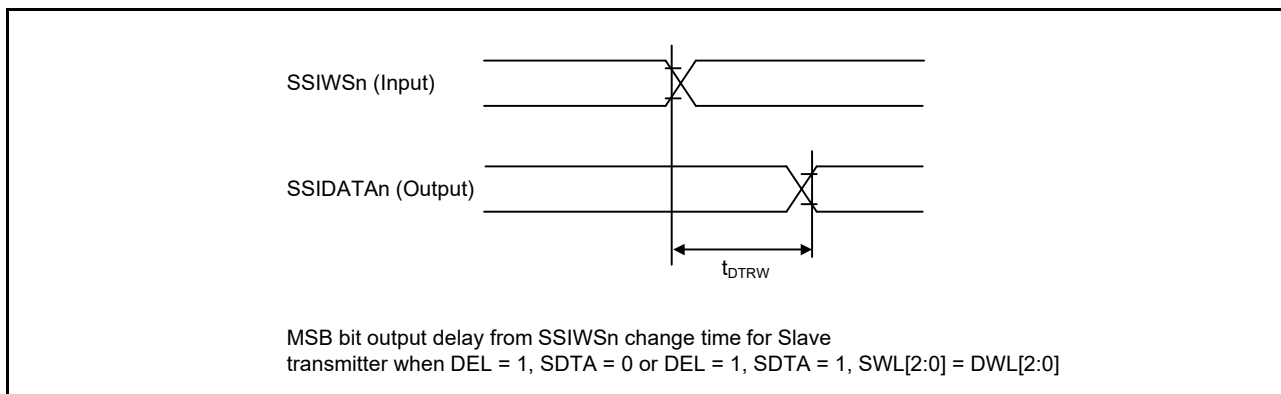 SSIWSn (Input)
SSIDATAn (Output)
tDTRW
MSB bit output delay from SSIWSn change time for Slave
transmitter when DEL = 1, SDTA = 0 or DEL = 1, SDTA = 1, SWL[2:0] = DWL[2:0]